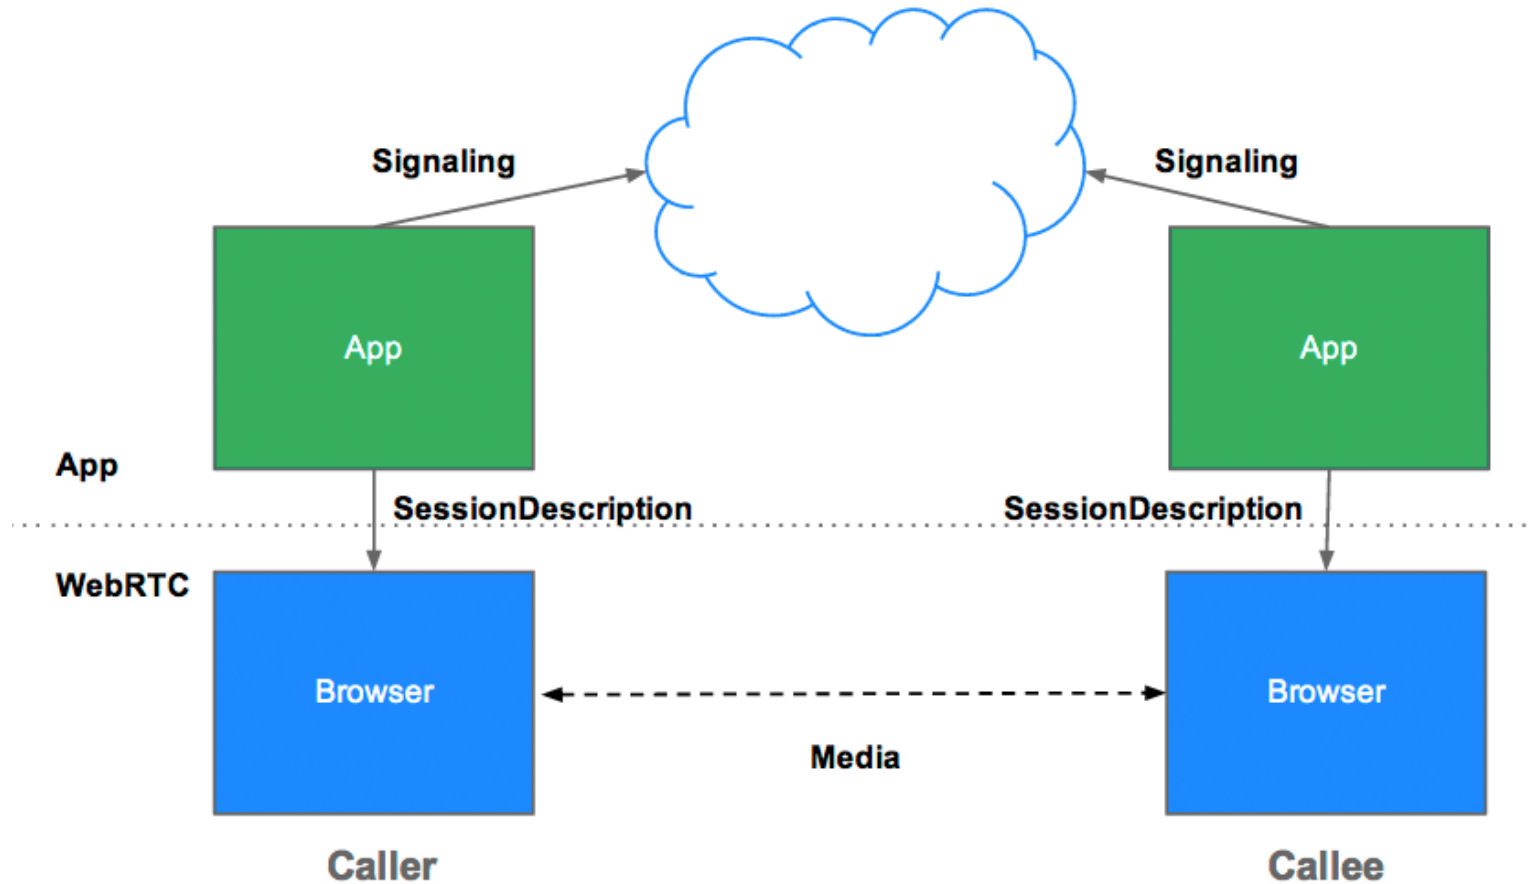 Signaling
Signaling
App
App
App
SessionDescription
SessionDescription
WebRTC
Browser
Browser
Media
Caller
Callee